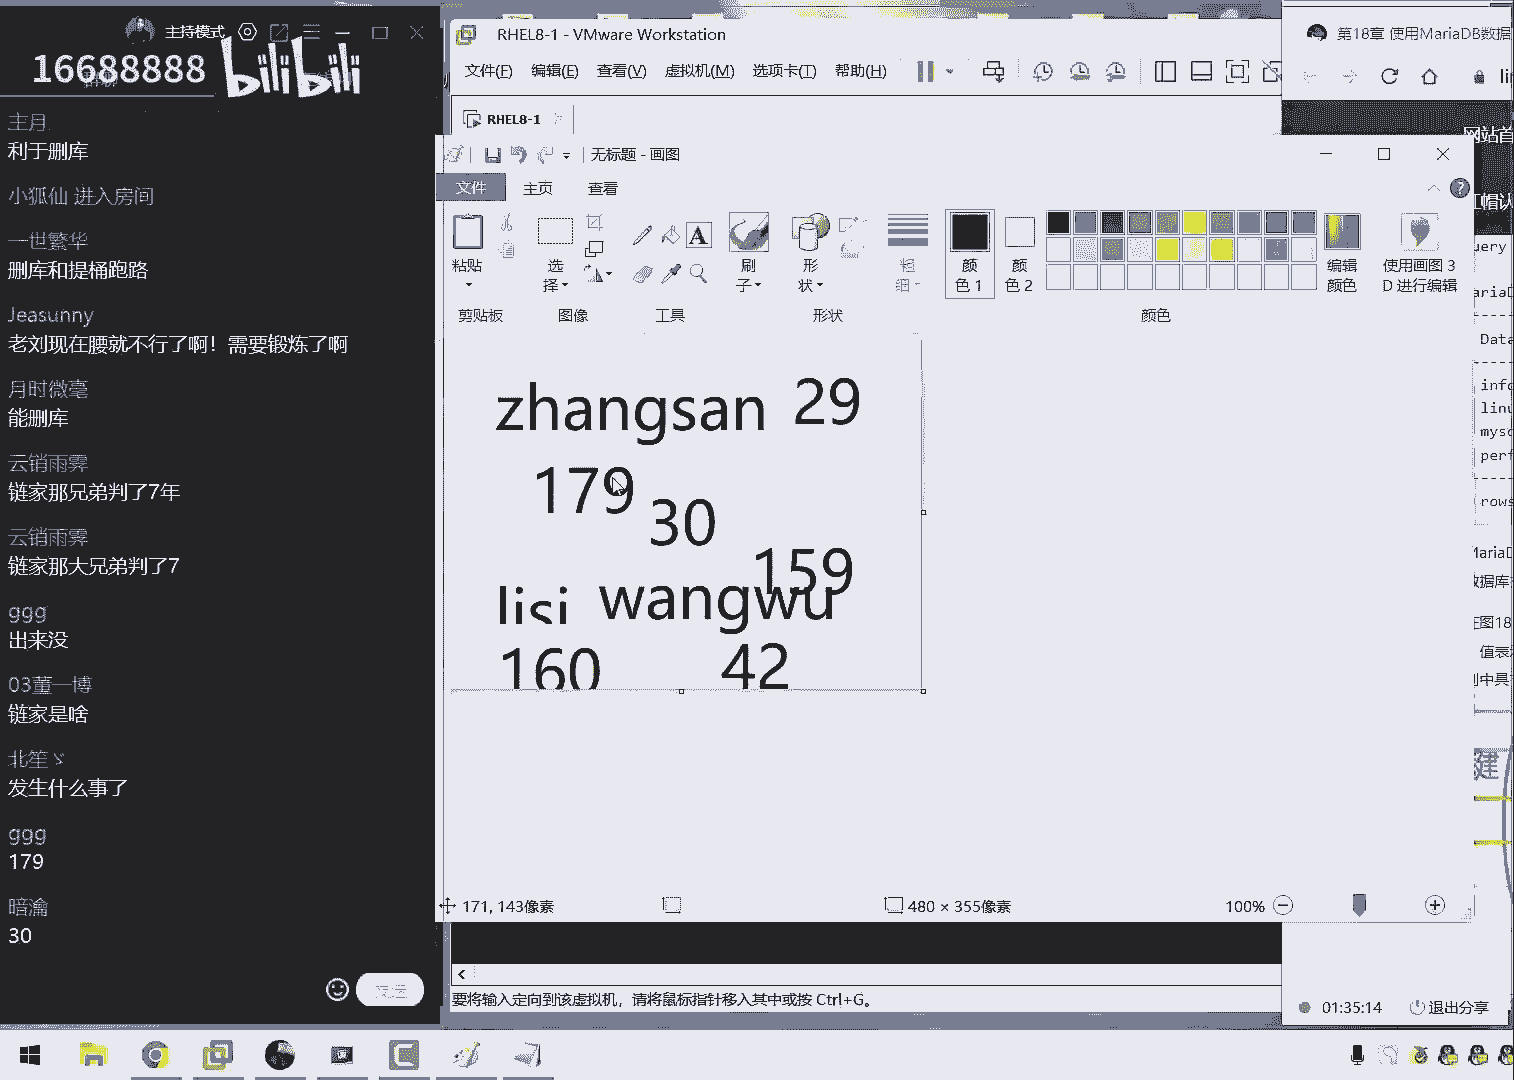 主持模式
16688888
bilibili
主月
利于删库
小狐仙 进入房间
一世繁华
删库和提桶跑路
Jeasunny
老刘现在腰就不行了啊！需要锻炼了啊
月时微毫
能删库
云销雨霁
链家那兄弟判了7年
云销雨霁
链家那大兄弟判了7
ggg
出来没
03董一博
链家是啥
北笙ゞ
发生什么事了
ggg
179
暗瀹
30
RHEL8-1 - VMware Workstation
文件(F) 编辑(E) 查看(V) 虚拟机(M) 选项卡(T) 帮助(H)
RHEL8-1
无标题 - 画图
文件 主页 查看
粘贴 选择 刷子 形状 粗细 颜色 1 颜色 2 编辑颜色 使用画图 3D 进行编辑
剪贴板 图像 工具 形状 颜色
zhangsan 29
179
30
159
lisi wangwu
160 42
171, 143像素 480 × 355像素 100%
要将输入定向到该虚拟机，请将鼠标指针移入其中或按 Ctrl+G。
第18章 使用MariaDB数据
网站首
红帽认
uery
Data
info
linu
perf
rows
数据库
在图18
值表
键
01:35:14 退出分享